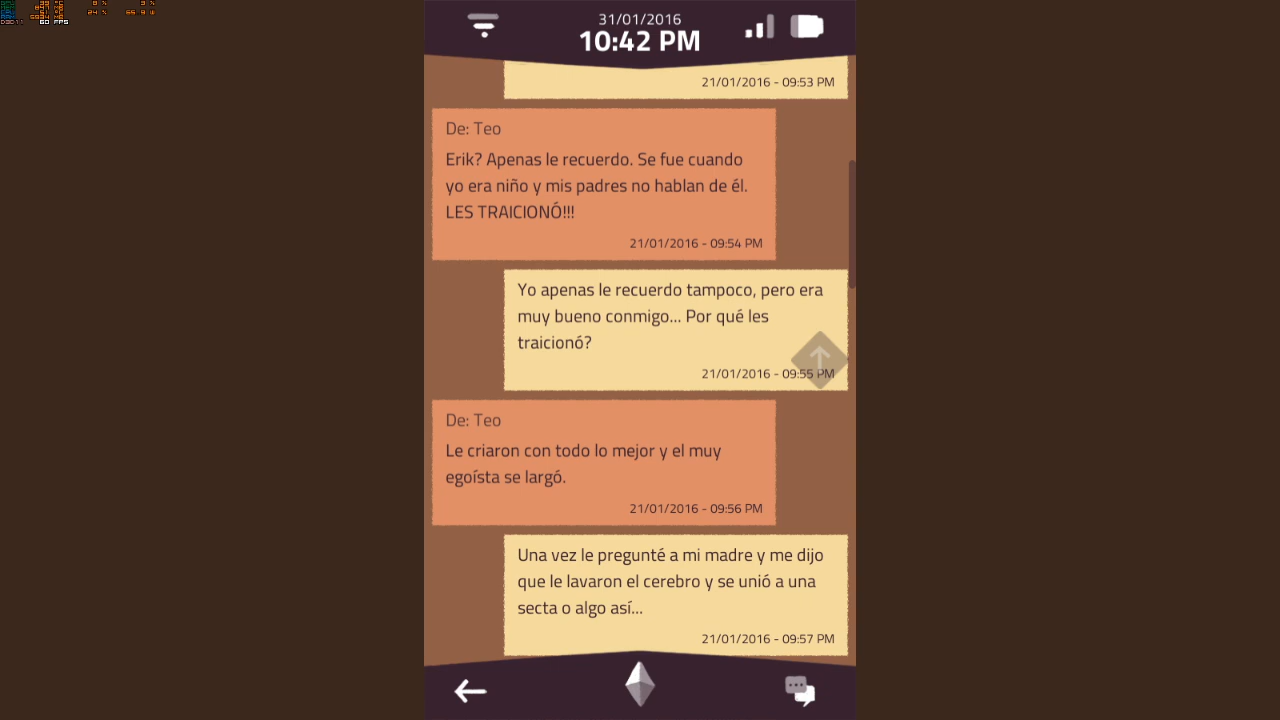 31/01/2016
10:42 PM
21/01/2016 - 09:53 PM
De: Teo
Erik? Apenas le recuerdo. Se fue cuando
yo era niño y mis padres no hablan de él.
LES TRAICIONÓ!!!
21/01/2016 - 09:54 PM
Yo apenas le recuerdo tampoco, pero era
muy bueno conmigo... Por qué les
traicionó?
21/01/2016 - 09:55 PM
De: Teo
Le criaron con todo lo mejor y el muy
egoísta se largó.
21/01/2016 - 09:56 PM
Una vez le pregunté a mi madre y me dijo
que le lavaron el cerebro y se unió a una
secta o algo así...
21/01/2016 - 09:57 PM